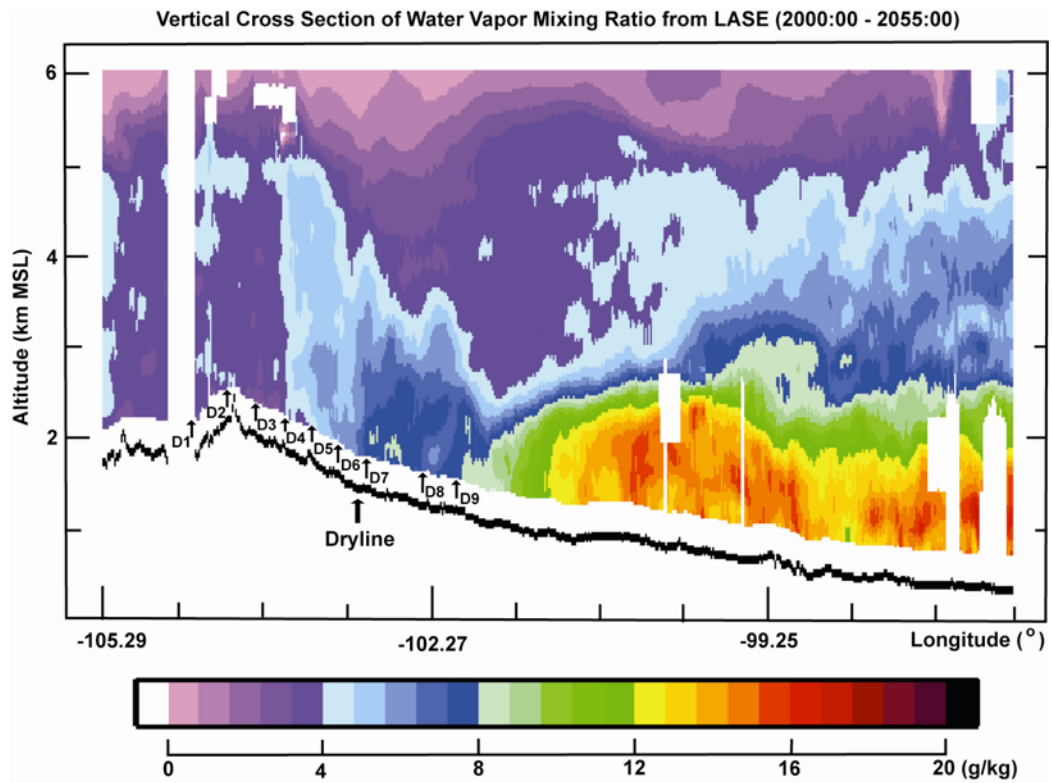 Vertical Cross Section of Water Vapor Mixing Ratio from LASE (2000:00 - 2055:00)
6
4
2
Altitude (km MSL)
D1
D2
D3
D4
D5
D6
D7
D8
D9
Dryline
-105.29 -102.27 -99.25 Longitude (°)
0 4 8 12 16 20 (g/kg)